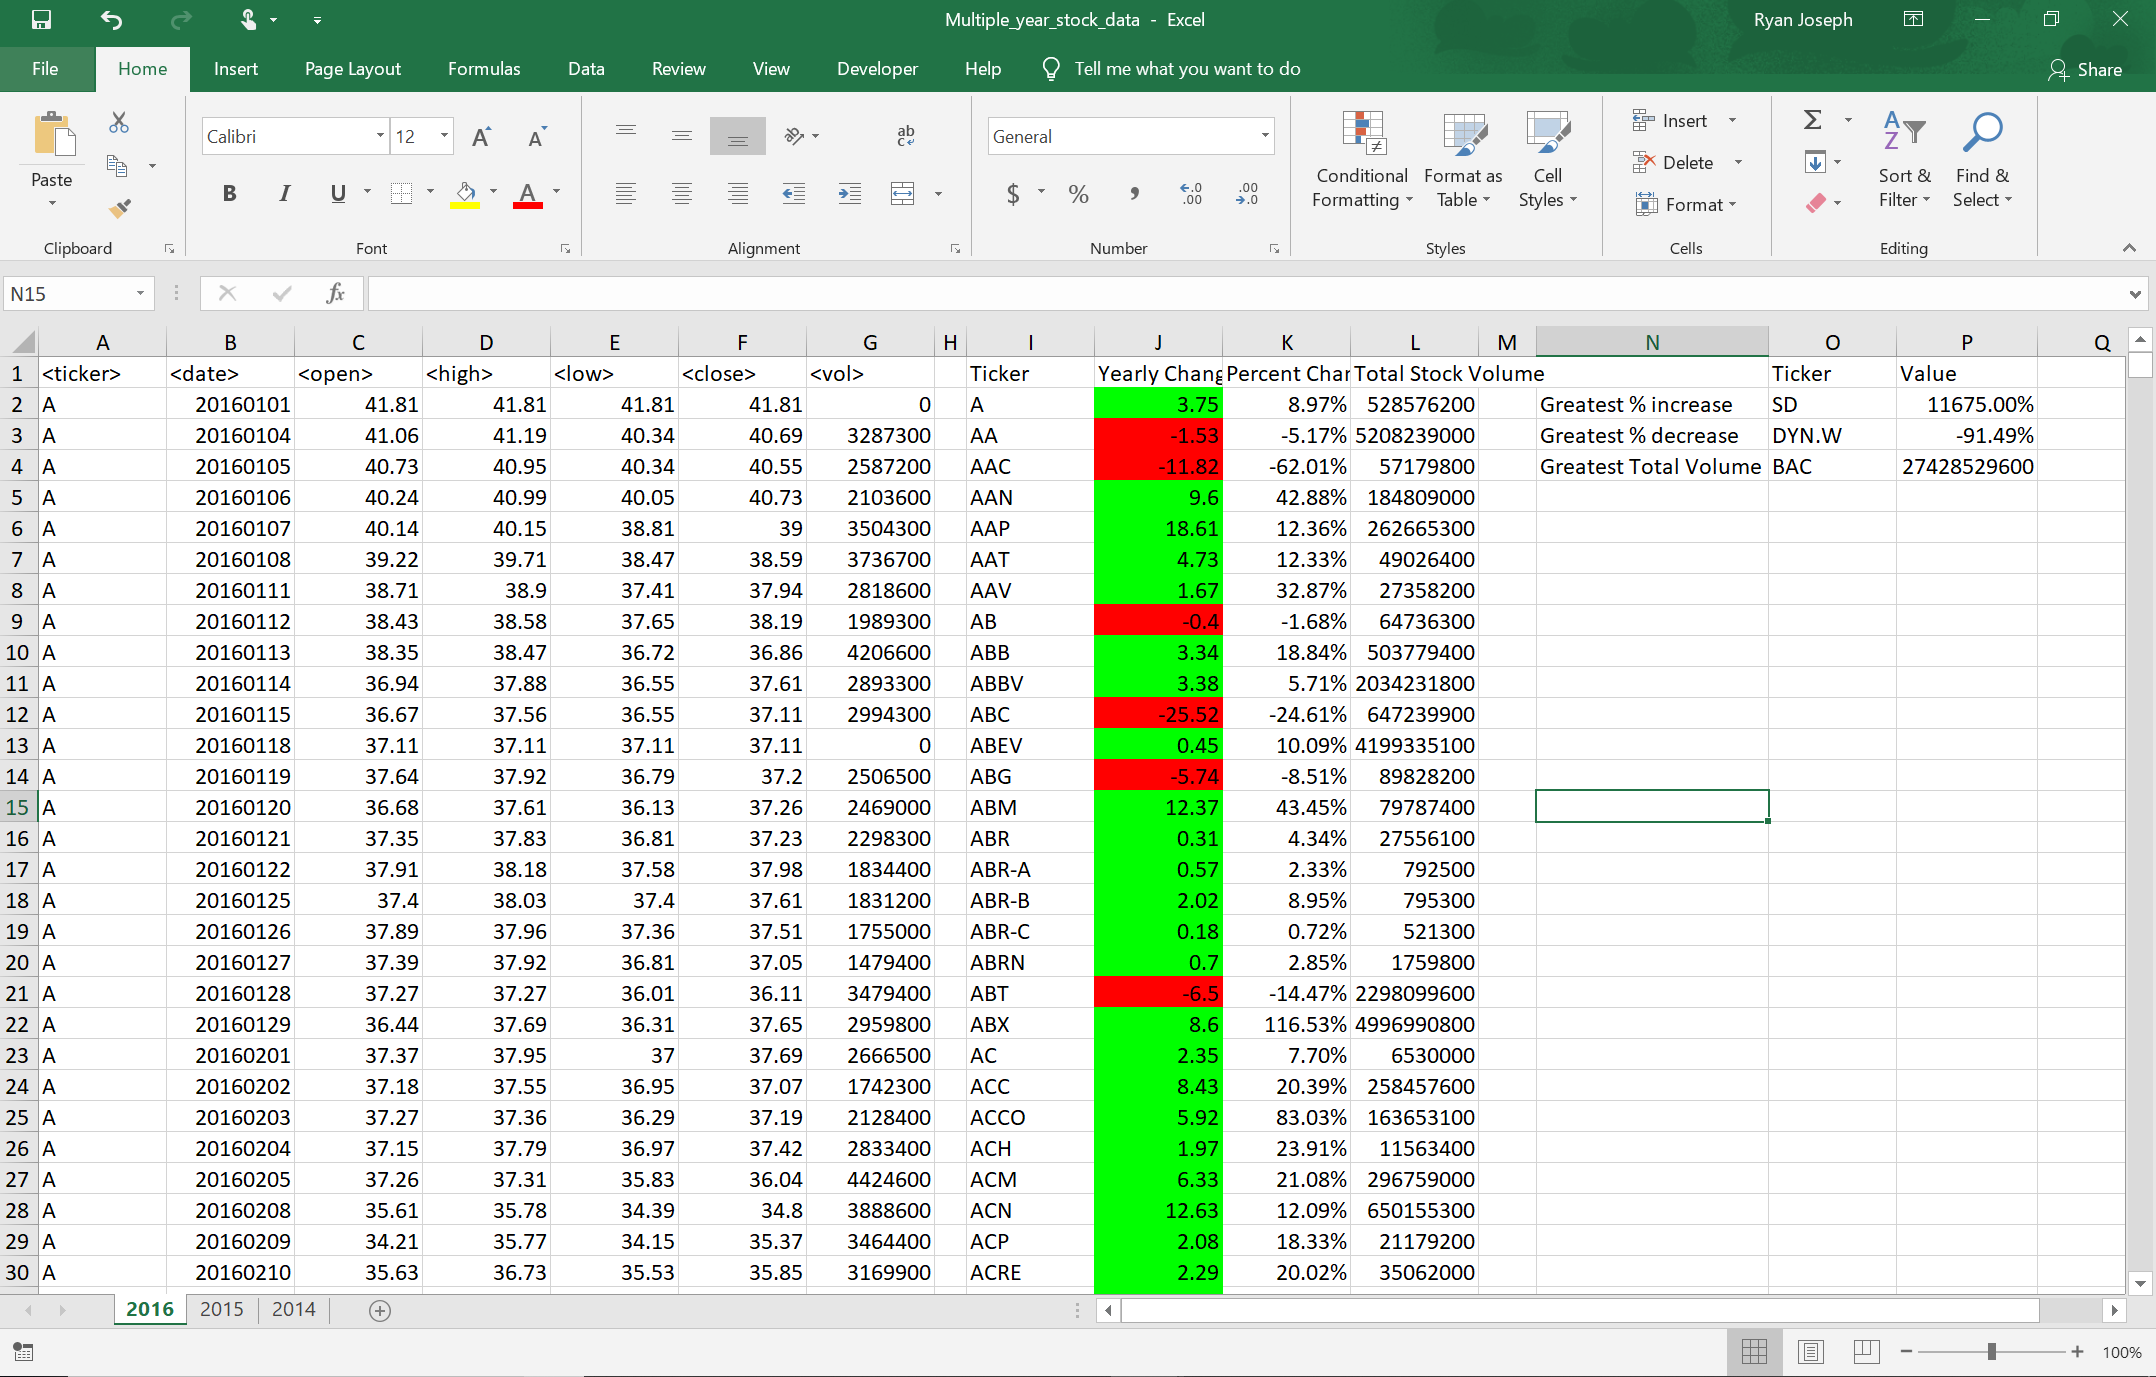 Multiple_year_stock_data - Excel Ryan Joseph
File Home Insert Page Layout Formulas Data Review View Developer Help Tell me what you want to do Share
Paste
Clipboard
Calibri 12
B I U A
Font
ab
Alignment
General
$ % ,
Number
Conditional Formatting
Format as Table
Cell Styles
Styles
Insert
Delete
Format
Cells
Sort & Filter
Find & Select
Editing
N15 fx
A B C D E F G H I J K L M N O P Q
1 <ticker> <date> <open> <high> <low> <close> <vol> Ticker Yearly Chang Percent Char Total Stock Volume Ticker Value
2 A 20160101 41.81 41.81 41.81 41.81 0 A 3.75 8.97% 528576200 Greatest % increase SD 11675.00%
3 A 20160104 41.06 41.19 40.34 40.69 3287300 AA -1.53 -5.17% 5208239000 Greatest % decrease DYN.W -91.49%
4 A 20160105 40.73 40.95 40.34 40.55 2587200 AAC -11.82 -62.01% 57179800 Greatest Total Volume BAC 27428529600
5 A 20160106 40.24 40.99 40.05 40.73 2103600 AAN 9.6 42.88% 184809000
6 A 20160107 40.14 40.15 38.81 39 3504300 AAP 18.61 12.36% 262665300
7 A 20160108 39.22 39.71 38.47 38.59 3736700 AAT 4.73 12.33% 49026400
8 A 20160111 38.71 38.9 37.41 37.94 2818600 AAV 1.67 32.87% 27358200
9 A 20160112 38.43 38.58 37.65 38.19 1989300 AB -0.4 -1.68% 64736300
10 A 20160113 38.35 38.47 36.72 36.86 4206600 ABB 3.34 18.84% 503779400
11 A 20160114 36.94 37.88 36.55 37.61 2893300 ABBV 3.38 5.71% 2034231800
12 A 20160115 36.67 37.56 36.55 37.11 2994300 ABC -25.52 -24.61% 647239900
13 A 20160118 37.11 37.11 37.11 37.11 0 ABEV 0.45 10.09% 4199335100
14 A 20160119 37.64 37.92 36.79 37.2 2506500 ABG -5.74 -8.51% 89828200
15 A 20160120 36.68 37.61 36.13 37.26 2469000 ABM 12.37 43.45% 79787400
16 A 20160121 37.35 37.83 36.81 37.23 2298300 ABR 0.31 4.34% 27556100
17 A 20160122 37.91 38.18 37.58 37.98 1834400 ABR-A 0.57 2.33% 792500
18 A 20160125 37.4 38.03 37.4 37.61 1831200 ABR-B 2.02 8.95% 795300
19 A 20160126 37.89 37.96 37.36 37.51 1755000 ABR-C 0.18 0.72% 521300
20 A 20160127 37.39 37.92 36.81 37.05 1479400 ABRN 0.7 2.85% 1759800
21 A 20160128 37.27 37.27 36.01 36.11 3479400 ABT -6.5 -14.47% 2298099600
22 A 20160129 36.44 37.69 36.31 37.65 2959800 ABX 8.6 116.53% 4996990800
23 A 20160201 37.37 37.95 37 37.69 2666500 AC 2.35 7.70% 6530000
24 A 20160202 37.18 37.55 36.95 37.07 1742300 ACC 8.43 20.39% 258457600
25 A 20160203 37.27 37.36 36.29 37.19 2128400 ACCO 5.92 83.03% 163653100
26 A 20160204 37.15 37.79 36.97 37.42 2833400 ACH 1.97 23.91% 11563400
27 A 20160205 37.26 37.31 35.83 36.04 4424600 ACM 6.33 21.08% 296759000
28 A 20160208 35.61 35.78 34.39 34.8 3888600 ACN 12.63 12.09% 650155300
29 A 20160209 34.21 35.77 34.15 35.37 3464400 ACP 2.08 18.33% 21179200
30 A 20160210 35.63 36.73 35.53 35.85 3169900 ACRE 2.29 20.02% 35062000
2016 2015 2014
100%